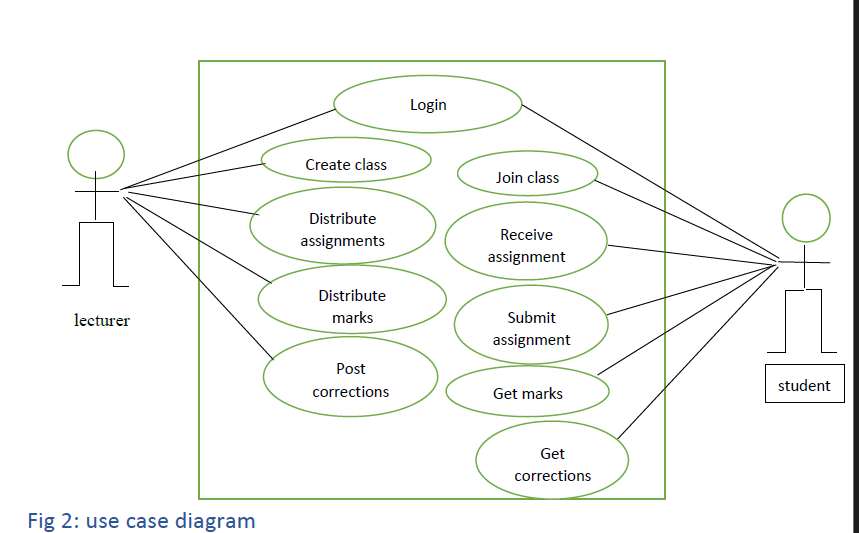 Login
Create class
Join class
Distribute
assignments
Receive
assignment
Distribute
marks
Submit
assignment
lecturer
Post
corrections
Get marks
student
Get
corrections
Fig 2: use case diagram